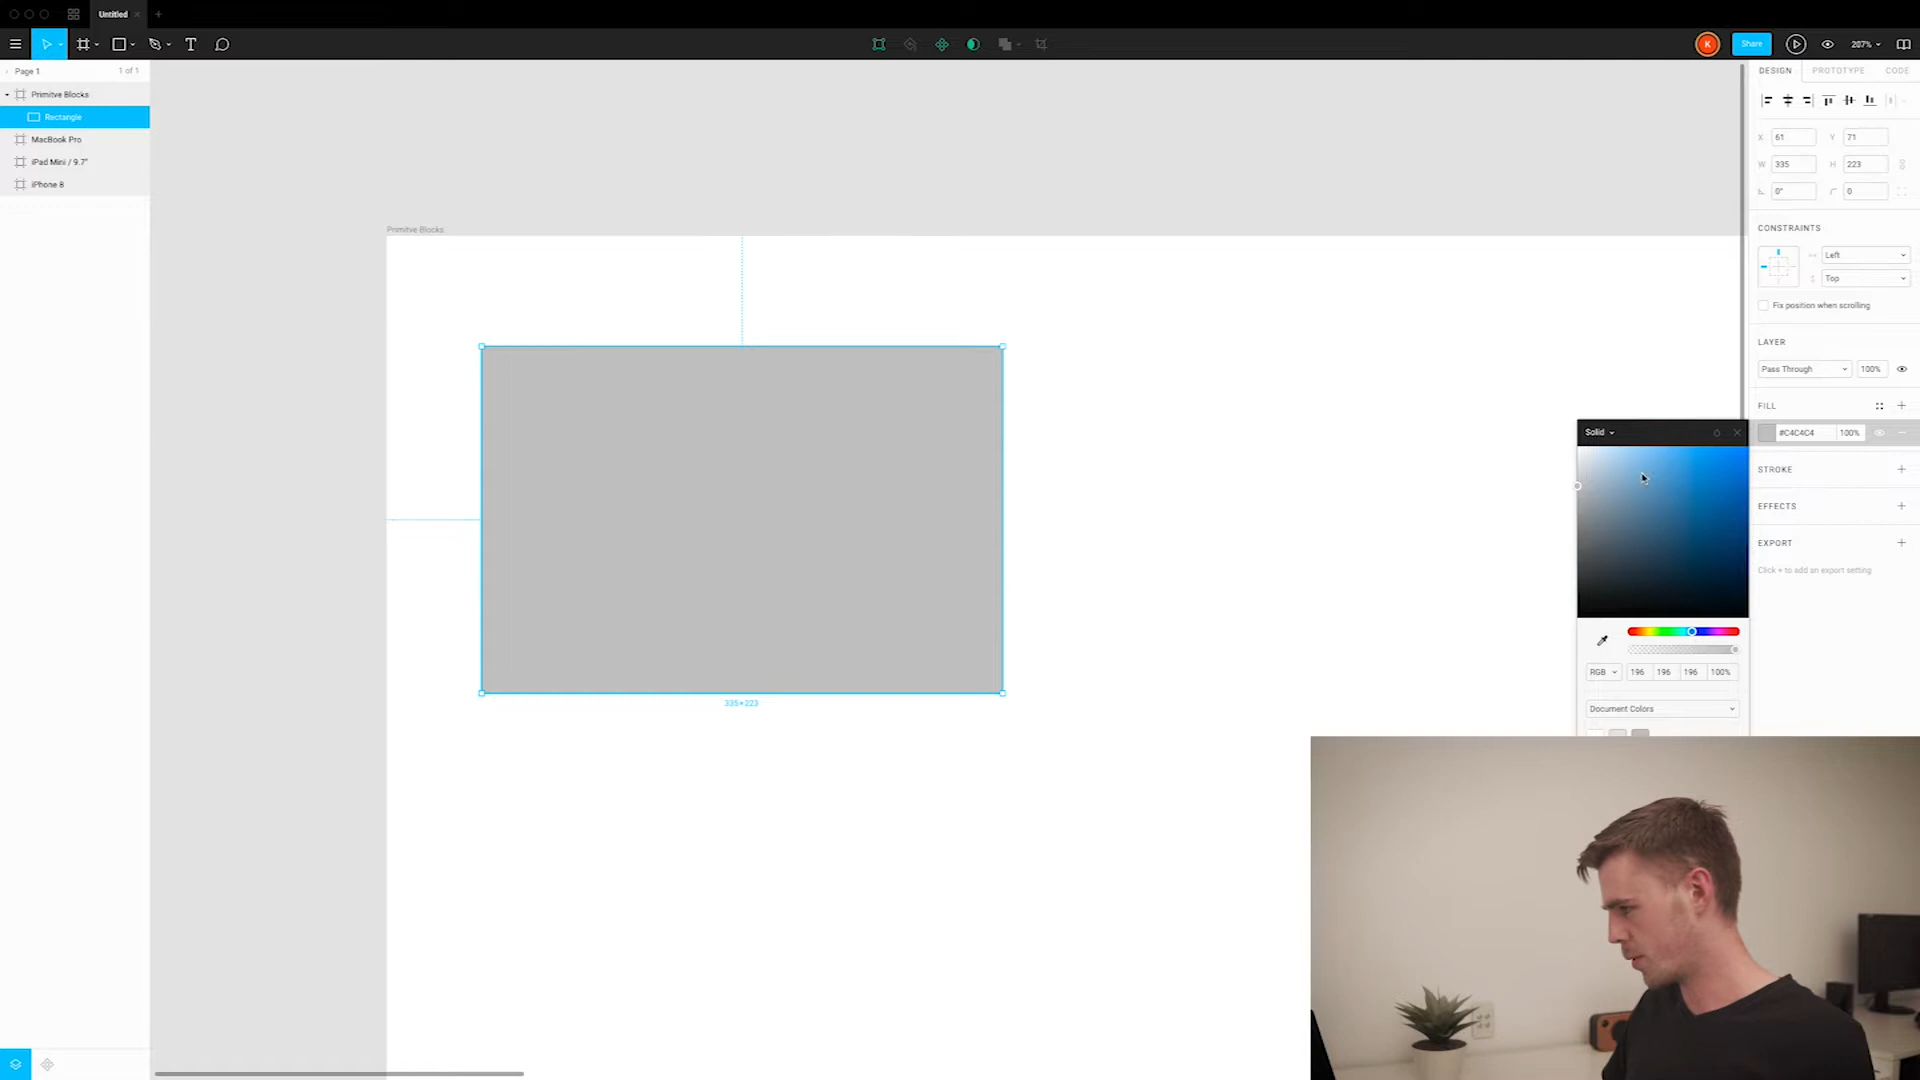 Untitled
T
K
Share
207%
Page 1
1 of 1
DESIGN
PROTOTYPE
CODE
Primitve Blocks
Rectangle
MacBook Pro
iPad Mini / 9.7"
iPhone 8
X 61 Y 71
W 335 H 223
0° 0
CONSTRAINTS
Left
Top
Fix position when scrolling
LAYER
Pass Through 100%
FILL
#C4C4C4 100%
STROKE
EFFECTS
EXPORT
Click + to add an export setting
Primitve Blocks
335×223
Solid
RGB 196 196 196 100%
Document Colors